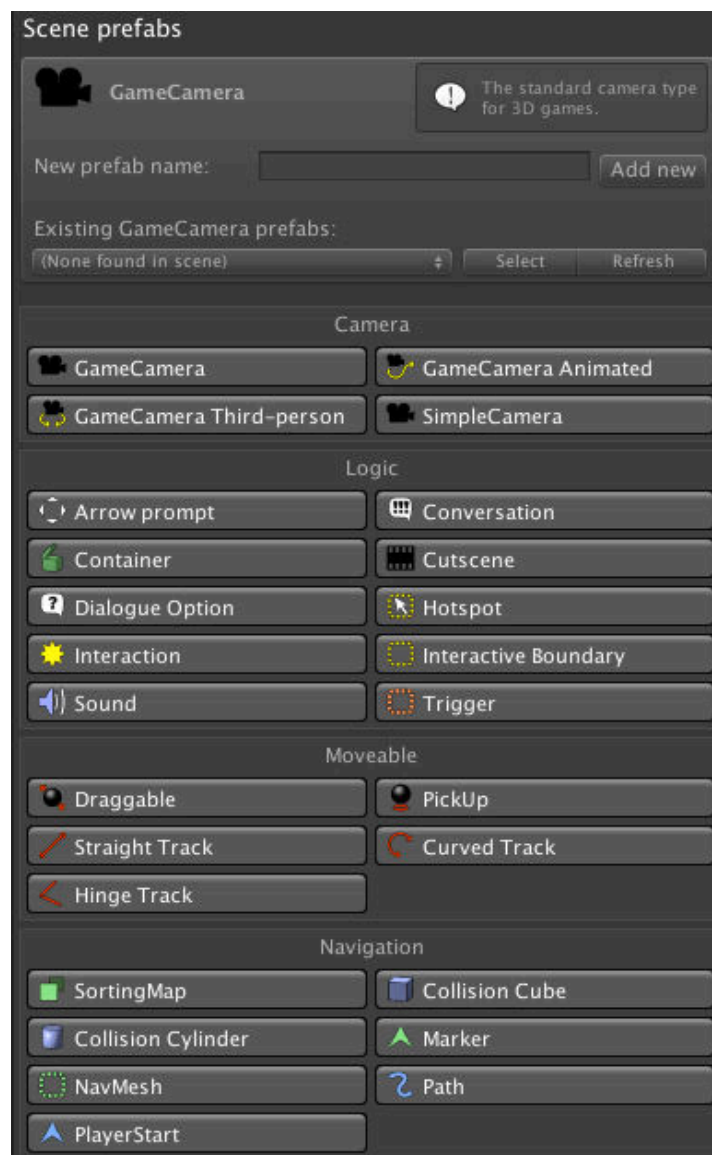 Scene prefabs
GameCamera
The standard camera type
for 3D games.
New prefab name:
Add new
Existing GameCamera prefabs:
(None found in scene)
Select
Refresh
Camera
GameCamera
GameCamera Animated
GameCamera Third-person
SimpleCamera
Logic
Arrow prompt
Conversation
Container
Cutscene
Dialogue Option
Hotspot
Interaction
Interactive Boundary
Sound
Trigger
Moveable
Draggable
PickUp
Straight Track
Curved Track
Hinge Track
Navigation
SortingMap
Collision Cube
Collision Cylinder
Marker
NavMesh
Path
PlayerStart